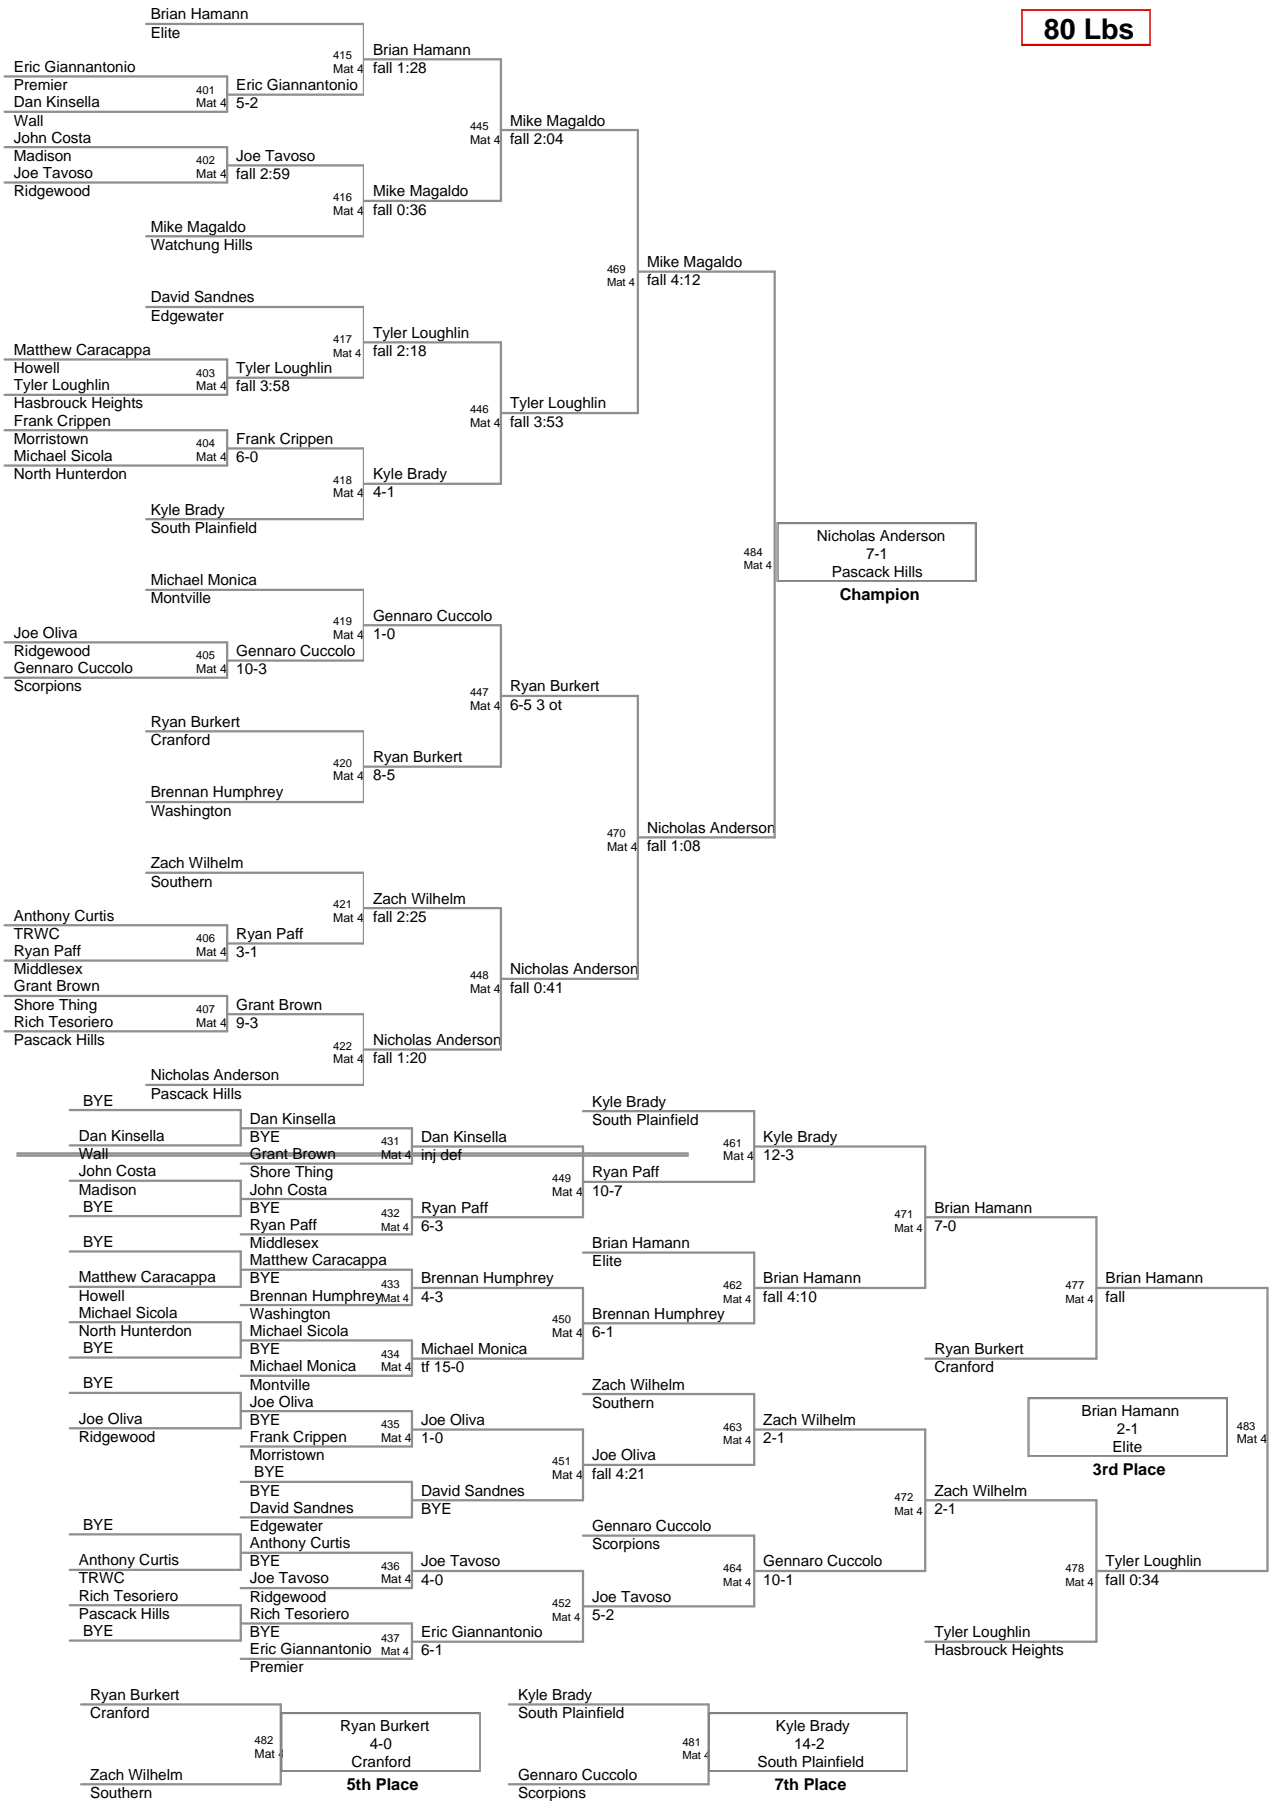 80 Lbs
Brian Hamann
Elite
415
Mat 4
Brian Hamann
fall 1:28
Eric Giannantonio
Premier
401
Mat 4
Eric Giannantonio
5-2
Dan Kinsella
Wall
445
Mat 4
Mike Magaldo
fall 2:04
John Costa
Madison
402
Mat 4
Joe Tavoso
fall 2:59
Joe Tavoso
Ridgewood
416
Mat 4
Mike Magaldo
fall 0:36
Mike Magaldo
Watchung Hills
469
Mat 4
Mike Magaldo
fall 4:12
David Sandnes
Edgewater
417
Mat 4
Tyler Loughlin
fall 2:18
Matthew Caracappa
Howell
403
Mat 4
Tyler Loughlin
fall 3:58
Tyler Loughlin
Hasbrouck Heights
446
Mat 4
Tyler Loughlin
fall 3:53
Frank Crippen
Morristown
404
Mat 4
Frank Crippen
6-0
Michael Sicola
North Hunterdon
418
Mat 4
Kyle Brady
4-1
Kyle Brady
South Plainfield
484
Mat 4
Nicholas Anderson
7-1
Pascack Hills
Champion
Michael Monica
Montville
419
Mat 4
Gennaro Cuccolo
1-0
Joe Oliva
Ridgewood
405
Mat 4
Gennaro Cuccolo
10-3
Gennaro Cuccolo
Scorpions
447
Mat 4
Ryan Burkert
6-5 3 ot
Ryan Burkert
Cranford
420
Mat 4
Ryan Burkert
8-5
Brennan Humphrey
Washington
470
Mat 4
Nicholas Anderson
fall 1:08
Zach Wilhelm
Southern
421
Mat 4
Zach Wilhelm
fall 2:25
Anthony Curtis
TRWC
406
Mat 4
Ryan Paff
3-1
Ryan Paff
Middlesex
448
Mat 4
Nicholas Anderson
fall 0:41
Grant Brown
Shore Thing
407
Mat 4
Grant Brown
9-3
Rich Tesoriero
Pascack Hills
422
Mat 4
Nicholas Anderson
fall 1:20
Nicholas Anderson
Pascack Hills
BYE
Dan Kinsella
Wall
Dan Kinsella
BYE
Grant Brown
Shore Thing
431
Mat 4
Dan Kinsella
inj def
John Costa
Madison
BYE
John Costa
BYE
Ryan Paff
Middlesex
432
Mat 4
Ryan Paff
6-3
449
Mat 4
Ryan Paff
10-7
Kyle Brady
South Plainfield
461
Mat 4
Kyle Brady
12-3
BYE
Matthew Caracappa
Howell
Matthew Caracappa
BYE
Brennan Humphrey
Washington
433
Mat 4
Brennan Humphrey
4-3
Michael Sicola
North Hunterdon
BYE
Michael Sicola
BYE
Michael Monica
Montville
434
Mat 4
Michael Monica
tf 15-0
450
Mat 4
Brennan Humphrey
6-1
Brian Hamann
Elite
462
Mat 4
Brian Hamann
fall 4:10
471
Mat 4
Brian Hamann
7-0
Ryan Burkert
Cranford
477
Mat 4
Brian Hamann
fall
BYE
Joe Oliva
Ridgewood
Joe Oliva
BYE
Frank Crippen
Morristown
435
Mat 4
Joe Oliva
1-0
BYE
BYE
David Sandnes
Edgewater
David Sandnes
BYE
451
Mat 4
Joe Oliva
fall 4:21
Zach Wilhelm
Southern
463
Mat 4
Zach Wilhelm
2-1
Brian Hamann
2-1
Elite
3rd Place
483
Mat 4
BYE
Anthony Curtis
TRWC
Anthony Curtis
BYE
Joe Tavoso
Ridgewood
436
Mat 4
Joe Tavoso
4-0
Rich Tesoriero
Pascack Hills
BYE
Rich Tesoriero
BYE
Eric Giannantonio
Premier
437
Mat 4
Eric Giannantonio
6-1
452
Mat 4
Joe Tavoso
5-2
Gennaro Cuccolo
Scorpions
464
Mat 4
Gennaro Cuccolo
10-1
472
Mat 4
Zach Wilhelm
2-1
Tyler Loughlin
Hasbrouck Heights
478
Mat 4
Tyler Loughlin
fall 0:34
Ryan Burkert
Cranford
482
Mat 4
Ryan Burkert
4-0
Cranford
5th Place
Zach Wilhelm
Southern
Kyle Brady
South Plainfield
481
Mat 4
Kyle Brady
14-2
South Plainfield
7th Place
Gennaro Cuccolo
Scorpions